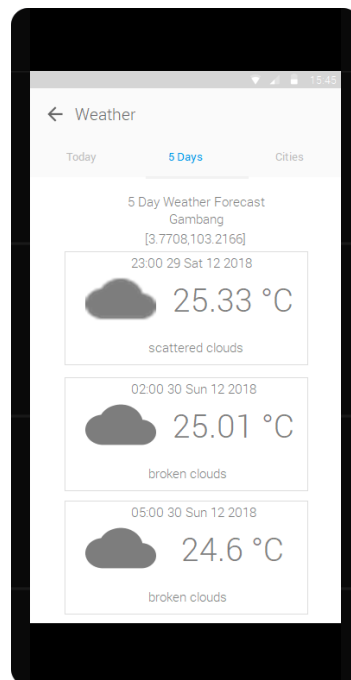 15:45
Weather
Today 5 Days Cities
5 Day Weather Forecast
Gambang
[3.7708,103.2166]
23:00 29 Sat 12 2018
25.33 °C
scattered clouds
02:00 30 Sun 12 2018
25.01 °C
broken clouds
05:00 30 Sun 12 2018
24.6 °C
broken clouds